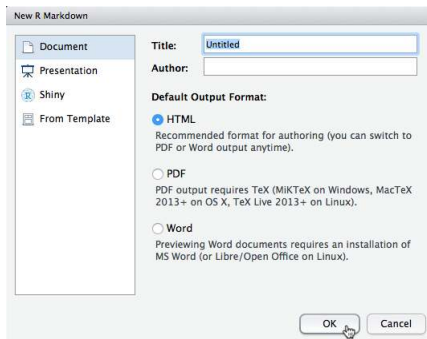 New R Markdown
Document
Presentation
Shiny
From Template
Title: Untitled
Author:
Default Output Format:
HTML
Recommended format for authoring (you can switch to
PDF or Word output anytime).
PDF
PDF output requires TeX (MiKTeX on Windows, MacTeX
2013+ on OS X, TeX Live 2013+ on Linux).
Word
Previewing Word documents requires an installation of
MS Word (or Libre/Open Office on Linux).
OK Cancel